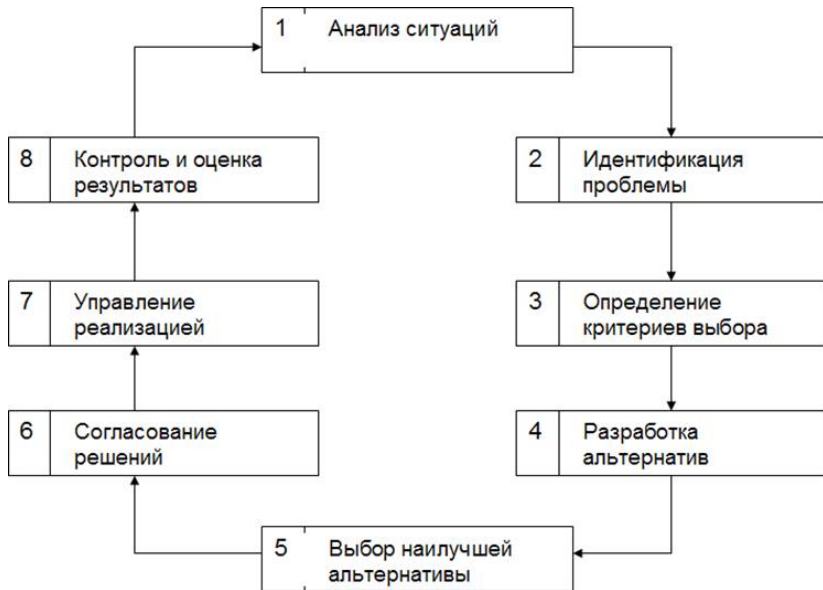 1 Анализ ситуаций
2 Идентификация
проблемы
3 Определение
критериев выбора
4 Разработка
альтернатив
5 Выбор наилучшей
альтернативы
6 Согласование
решений
7 Управление
реализацией
8 Контроль и оценка
результатов